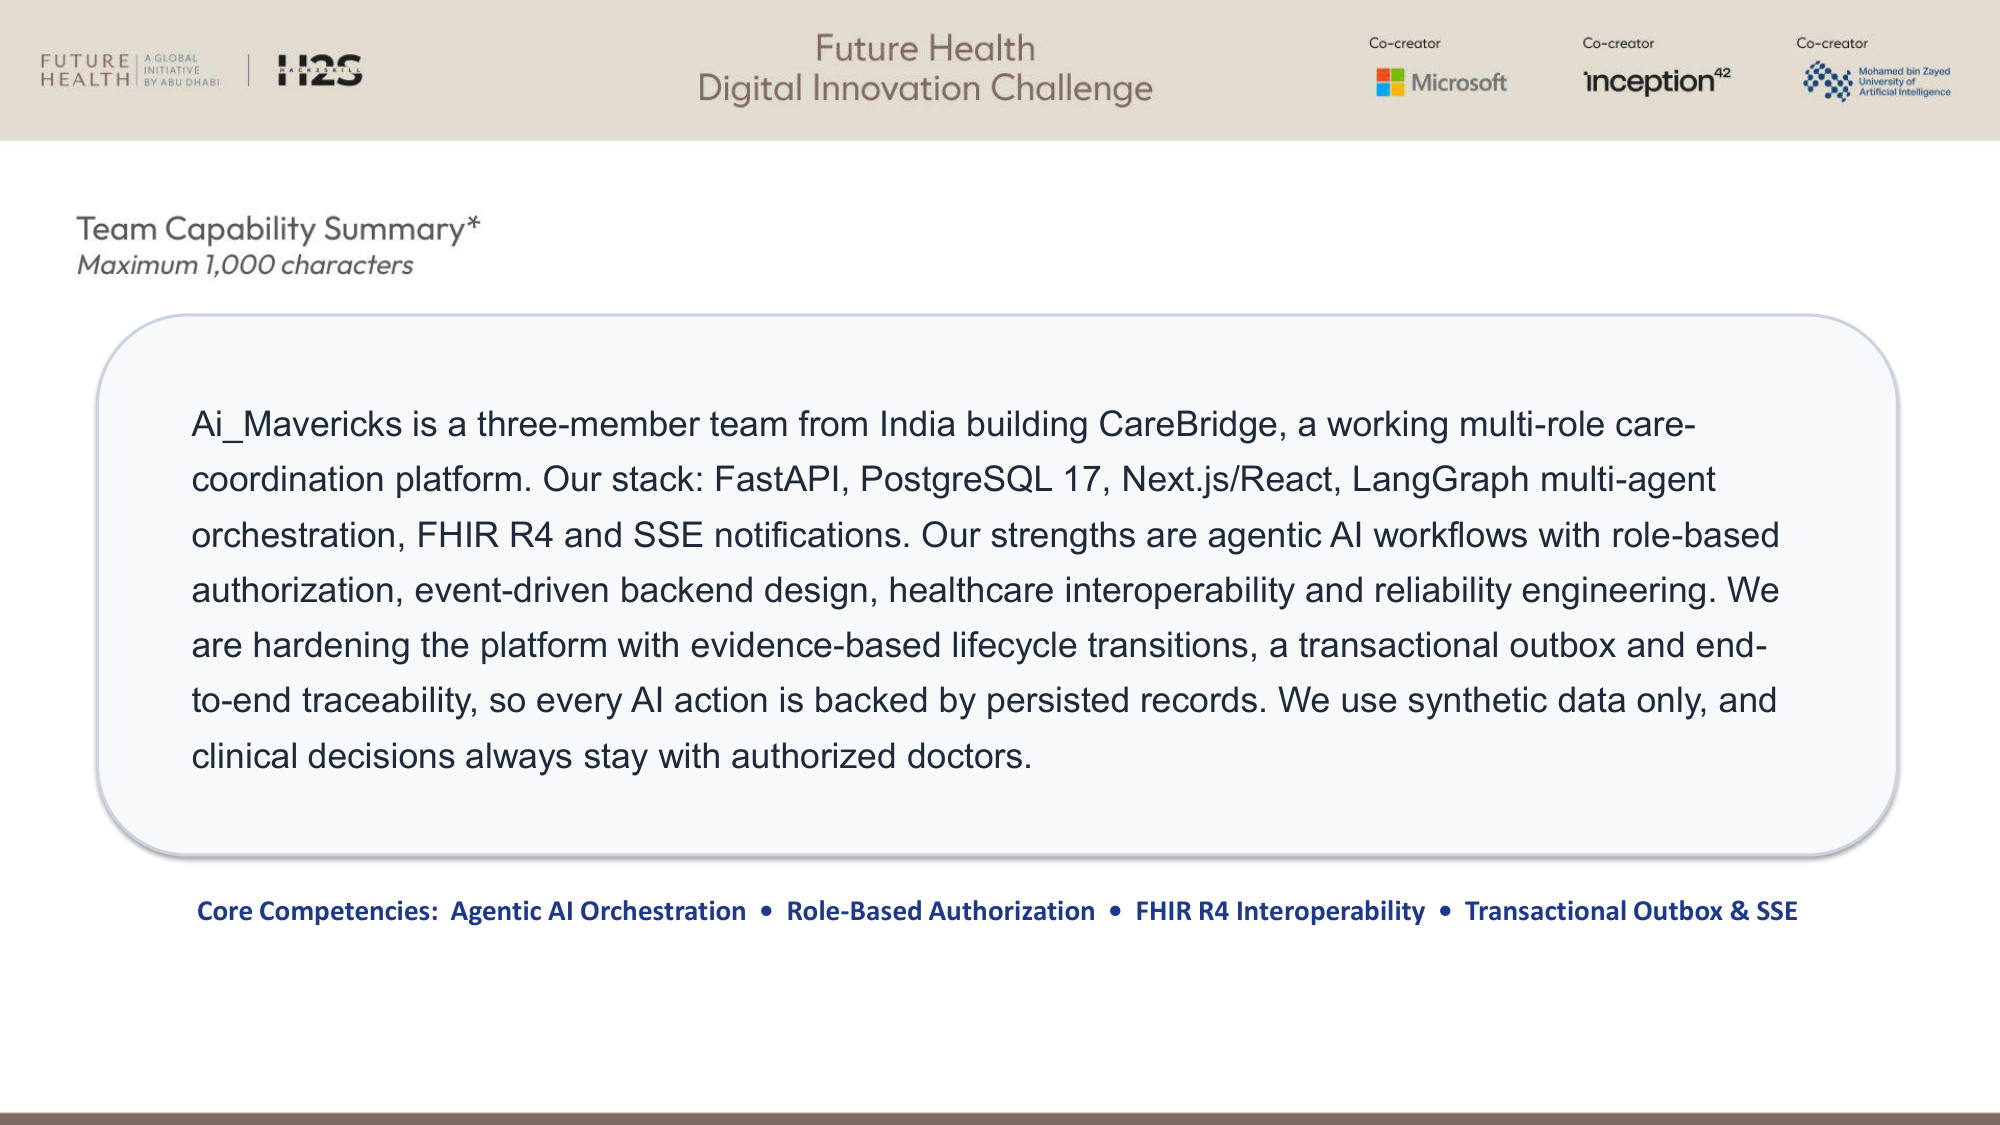 FUTURE HEALTH
A GLOBAL INITIATIVE BY ABU DHABI
H2S
HACK2SKILL
Future Health
Digital Innovation Challenge
Co-creator
Microsoft
Co-creator
inception42
Co-creator
Mohamed bin Zayed
University of
Artificial Intelligence
Team Capability Summary*
Maximum 1,000 characters
Ai_Mavericks is a three-member team from India building CareBridge, a working multi-role care-
coordination platform. Our stack: FastAPI, PostgreSQL 17, Next.js/React, LangGraph multi-agent
orchestration, FHIR R4 and SSE notifications. Our strengths are agentic AI workflows with role-based
authorization, event-driven backend design, healthcare interoperability and reliability engineering. We
are hardening the platform with evidence-based lifecycle transitions, a transactional outbox and end-
to-end traceability, so every AI action is backed by persisted records. We use synthetic data only, and
clinical decisions always stay with authorized doctors.
Core Competencies: Agentic AI Orchestration • Role-Based Authorization • FHIR R4 Interoperability • Transactional Outbox & SSE